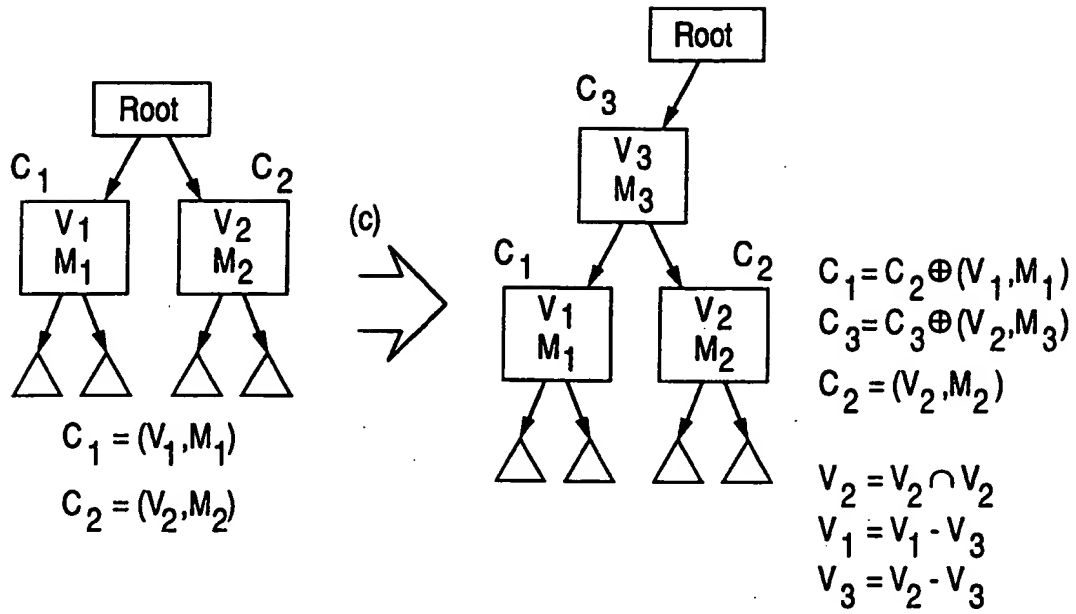 Root
C₁
C₂
V₁
M₁
V₂
M₂
C₁ = (V₁,M₁)
C₂ = (V₂,M₂)
(c)
Root
C₃
V₃
M₃
C₁
C₂
V₁
M₁
V₂
M₂
C₁ = C₂ ⊕ (V₁,M₁)
C₃ = C₃ ⊕ (V₂,M₃)
C₂ = (V₂,M₂)
V₂ = V₂ ∩ V₂
V₁ = V₁ - V₃
V₃ = V₂ - V₃